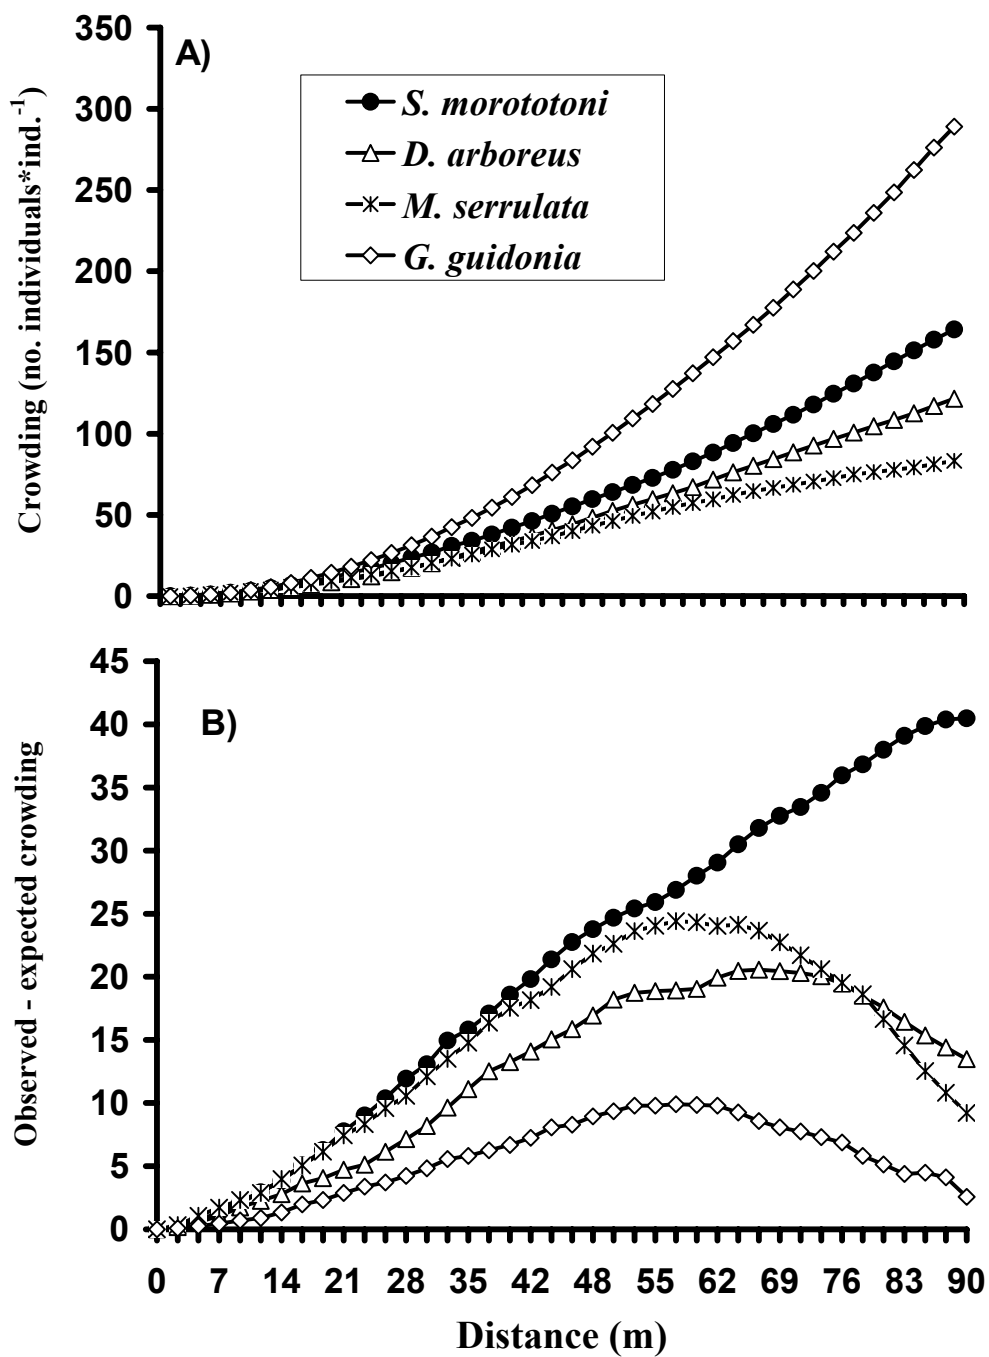 350
A)
300
250
200
150
100
50
0
Crowding (no. individuals*ind.⁻¹)
S. morototoni
D. arboreus
M. serrulata
G. guidonia
45
B)
40
35
30
25
20
15
10
5
0
Observed - expected crowding
0 7 14 21 28 35 42 48 55 62 69 76 83 90
Distance (m)